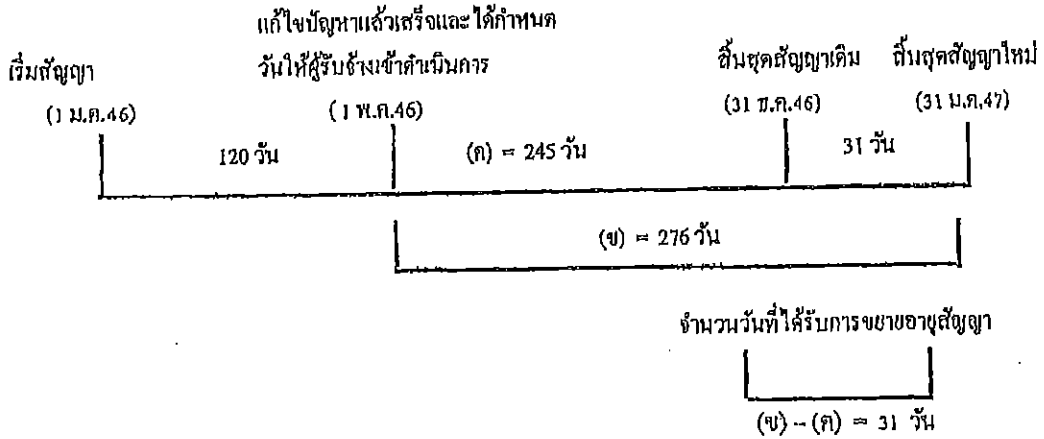 แก้ไขปัญหาแล้วเสร็จและได้กำหนด
วันให้ผู้รับจ้างเข้าดำเนินการ
เริ่มสัญญา
สิ้นสุดสัญญาเดิม
สิ้นสุดสัญญาใหม่
(1 ม.ค.46)
(1 พ.ค.46)
(31 ธ.ค.46)
(31 ม.ค.47)
120 วัน
(ค) = 245 วัน
31 วัน
(ข) = 276 วัน
จำนวนวันที่ได้รับการขยายอายุสัญญา
(ข) - (ค) = 31 วัน